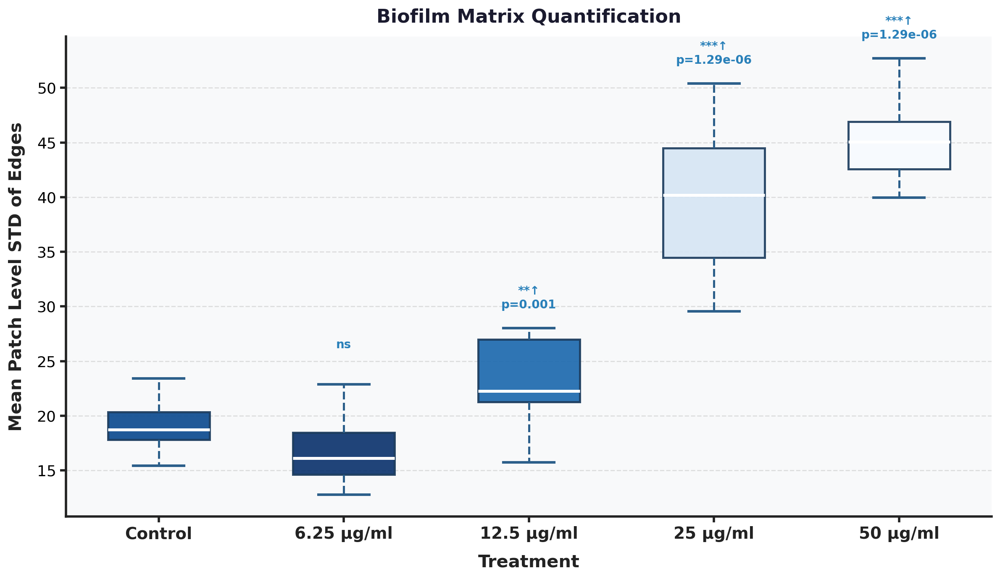 Biofilm Matrix Quantification
***↑
p=1.29e-06
***↑
p=1.29e-06
**↑
p=0.001
ns
Mean Patch Level STD of Edges
50
45
40
35
30
25
20
15
Control
6.25 µg/ml
12.5 µg/ml
25 µg/ml
50 µg/ml
Treatment